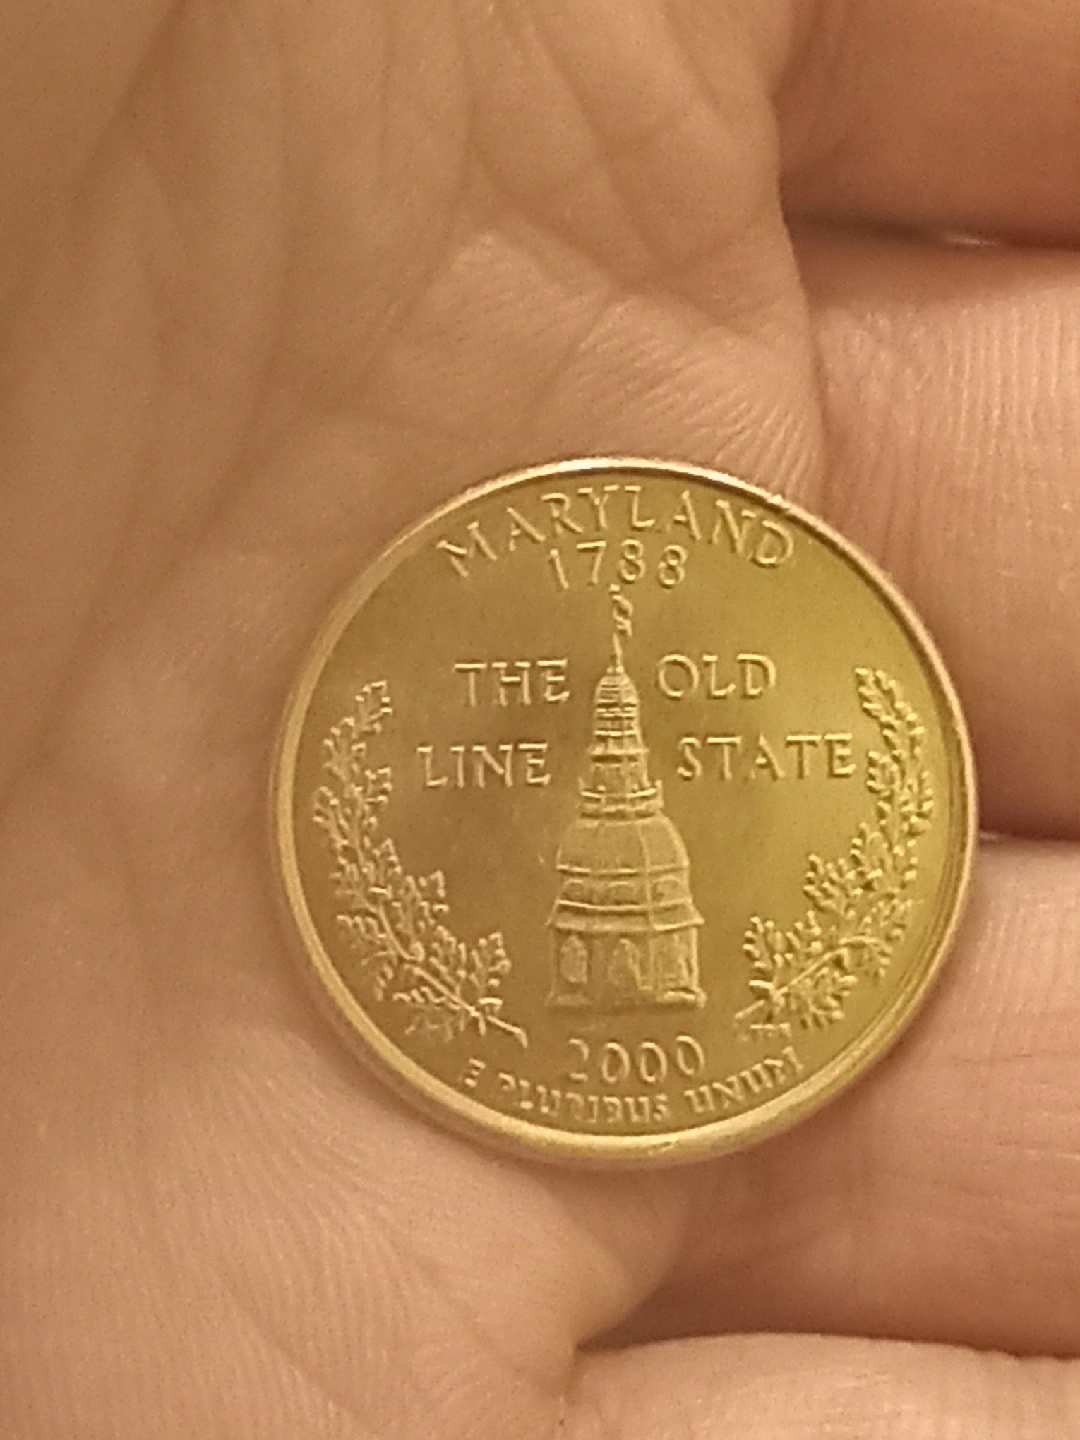 MARYLAND
1788
THE OLD
LINE STATE
2000
E PLURIBUS UNUM